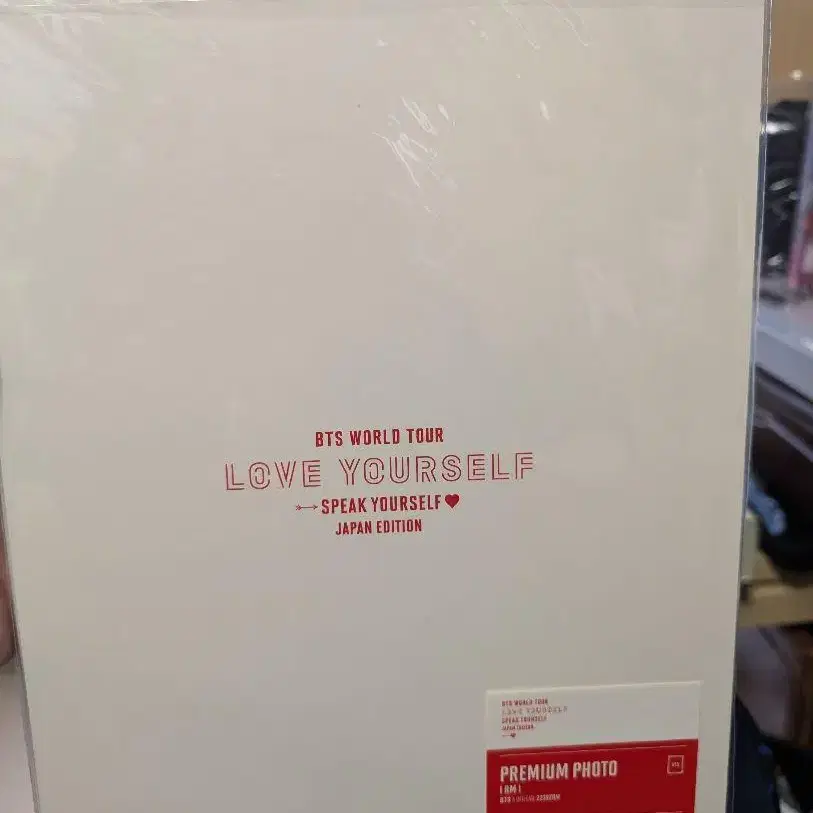 BTS WORLD TOUR
LOVE YOURSELF
SPEAK YOURSELF
JAPAN EDITION
BTS WORLD TOUR
LOVE YOURSELF
SPEAK YOURSELF
JAPAN EDITION
PREMIUM PHOTO
[ RM ]
BTS